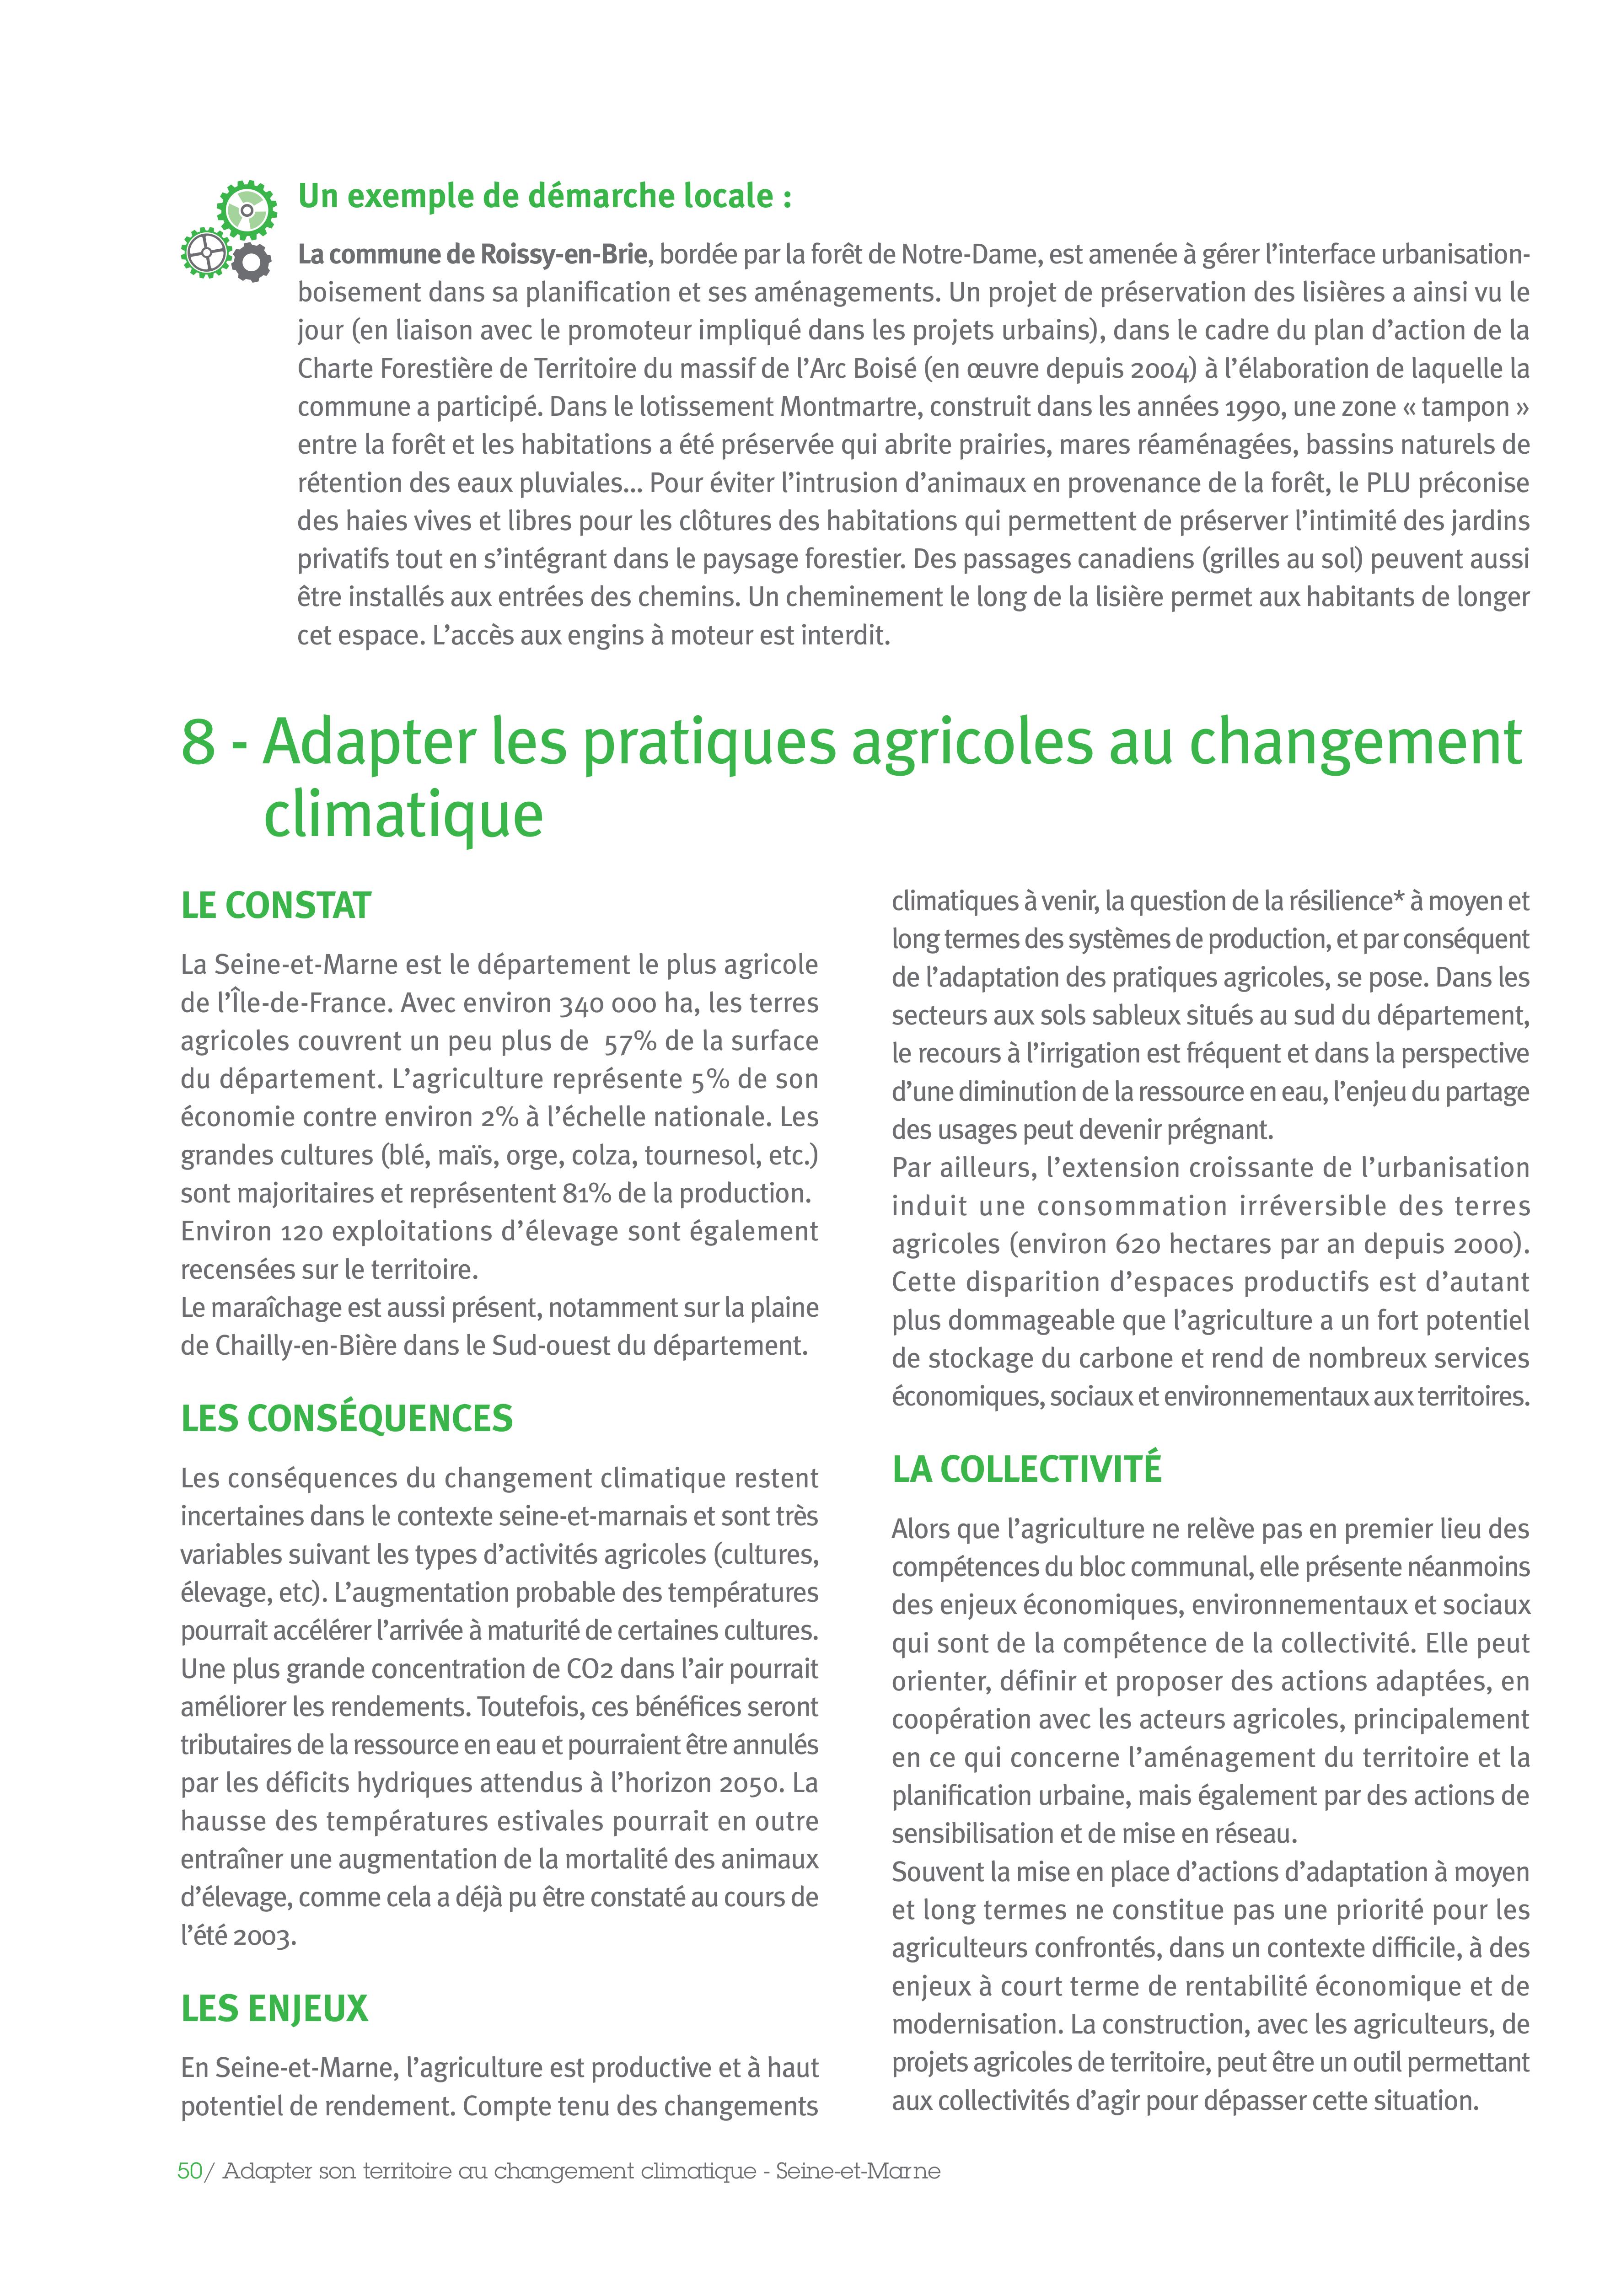 Un exemple de démarche locale :
La commune de Roissy-en-Brie, bordée par la forêt de Notre-Dame, est amenée à gérer l’interface urbanisation-
boisement dans sa planification et ses aménagements. Un projet de préservation des lisières a ainsi vu le
jour (en liaison avec le promoteur impliqué dans les projets urbains), dans le cadre du plan d’action de la
Charte Forestière de Territoire du massif de l’Arc Boisé (en œuvre depuis 2004) à l’élaboration de laquelle la
commune a participé. Dans le lotissement Montmartre, construit dans les années 1990, une zone « tampon »
entre la forêt et les habitations a été préservée qui abrite prairies, mares réaménagées, bassins naturels de
rétention des eaux pluviales... Pour éviter l’intrusion d’animaux en provenance de la forêt, le PLU préconise
des haies vives et libres pour les clôtures des habitations qui permettent de préserver l’intimité des jardins
privatifs tout en s’intégrant dans le paysage forestier. Des passages canadiens (grilles au sol) peuvent aussi
être installés aux entrées des chemins. Un cheminement le long de la lisière permet aux habitants de longer
cet espace. L’accès aux engins à moteur est interdit.
8 - Adapter les pratiques agricoles au changement
climatique
LE CONSTAT
La Seine-et-Marne est le département le plus agricole
de l’Île-de-France. Avec environ 340 000 ha, les terres
agricoles couvrent un peu plus de 57% de la surface
du département. L’agriculture représente 5% de son
économie contre environ 2% à l’échelle nationale. Les
grandes cultures (blé, maïs, orge, colza, tournesol, etc.)
sont majoritaires et représentent 81% de la production.
Environ 120 exploitations d’élevage sont également
recensées sur le territoire.
Le maraîchage est aussi présent, notamment sur la plaine
de Chailly-en-Bière dans le Sud-ouest du département.
LES CONSÉQUENCES
Les conséquences du changement climatique restent
incertaines dans le contexte seine-et-marnais et sont très
variables suivant les types d’activités agricoles (cultures,
élevage, etc). L’augmentation probable des températures
pourrait accélérer l’arrivée à maturité de certaines cultures.
Une plus grande concentration de CO2 dans l’air pourrait
améliorer les rendements. Toutefois, ces bénéfices seront
tributaires de la ressource en eau et pourraient être annulés
par les déficits hydriques attendus à l’horizon 2050. La
hausse des températures estivales pourrait en outre
entraîner une augmentation de la mortalité des animaux
d’élevage, comme cela a déjà pu être constaté au cours de
l’été 2003.
LES ENJEUX
En Seine-et-Marne, l’agriculture est productive et à haut
potentiel de rendement. Compte tenu des changements
climatiques à venir, la question de la résilience* à moyen et
long termes des systèmes de production, et par conséquent
de l’adaptation des pratiques agricoles, se pose. Dans les
secteurs aux sols sableux situés au sud du département,
le recours à l’irrigation est fréquent et dans la perspective
d’une diminution de la ressource en eau, l’enjeu du partage
des usages peut devenir prégnant.
Par ailleurs, l’extension croissante de l’urbanisation
induit une consommation irréversible des terres
agricoles (environ 620 hectares par an depuis 2000).
Cette disparition d’espaces productifs est d’autant
plus dommageable que l’agriculture a un fort potentiel
de stockage du carbone et rend de nombreux services
économiques, sociaux et environnementaux aux territoires.
LA COLLECTIVITÉ
Alors que l’agriculture ne relève pas en premier lieu des
compétences du bloc communal, elle présente néanmoins
des enjeux économiques, environnementaux et sociaux
qui sont de la compétence de la collectivité. Elle peut
orienter, définir et proposer des actions adaptées, en
coopération avec les acteurs agricoles, principalement
en ce qui concerne l’aménagement du territoire et la
planification urbaine, mais également par des actions de
sensibilisation et de mise en réseau.
Souvent la mise en place d’actions d’adaptation à moyen
et long termes ne constitue pas une priorité pour les
agriculteurs confrontés, dans un contexte difficile, à des
enjeux à court terme de rentabilité économique et de
modernisation. La construction, avec les agriculteurs, de
projets agricoles de territoire, peut être un outil permettant
aux collectivités d’agir pour dépasser cette situation.
50/ Adapter son territoire au changement climatique - Seine-et-Marne